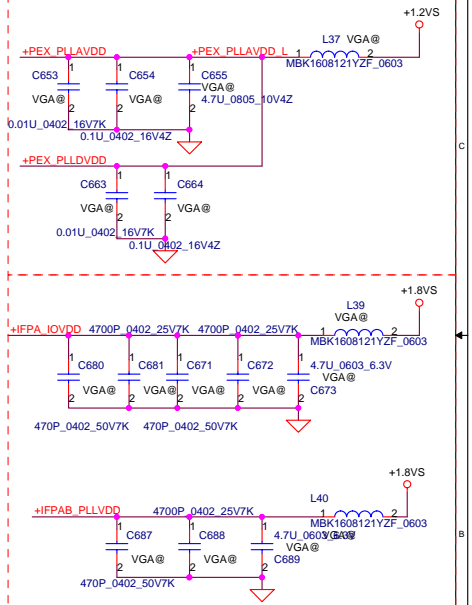 +1.2VS
L37 VGA@
+PEX_PLLAVDD +PEX_PLLAVDD_L 1 2
MBK1608121YZF_0603
1 1 1
C653 C654 C655
VGA@ VGA@ VGA@
2 2 2 4.7U_0805_10V4Z
0.01U_0402_16V7K
0.1U_0402_16V4Z
C
+PEX_PLLDVDD
1 1
C663 C664
VGA@ VGA@
2 2
0.01U_0402_16V7K
0.1U_0402_16V4Z
+1.8VS
L39
VGA@
+IFPA_IOVDD 4700P_0402_25V7K 4700P_0402_25V7K 1 2
MBK1608121YZF_0603
1 1 1 1 1 4.7U_0603_6.3V
C680 C681 C671 C672 VGA@
VGA@ VGA@ VGA@ VGA@ C673
2 2 2 2 2
470P_0402_50V7K 470P_0402_50V7K
+1.8VS
L40
+IFPAB_PLLVDD 4700P_0402_25V7K 1 2
MBK1608121YZF_0603
1 1 1 4.7U_0603 VGA@
C687 C688 VGA@
VGA@ VGA@ C689
2 2 2
470P_0402_50V7K
B